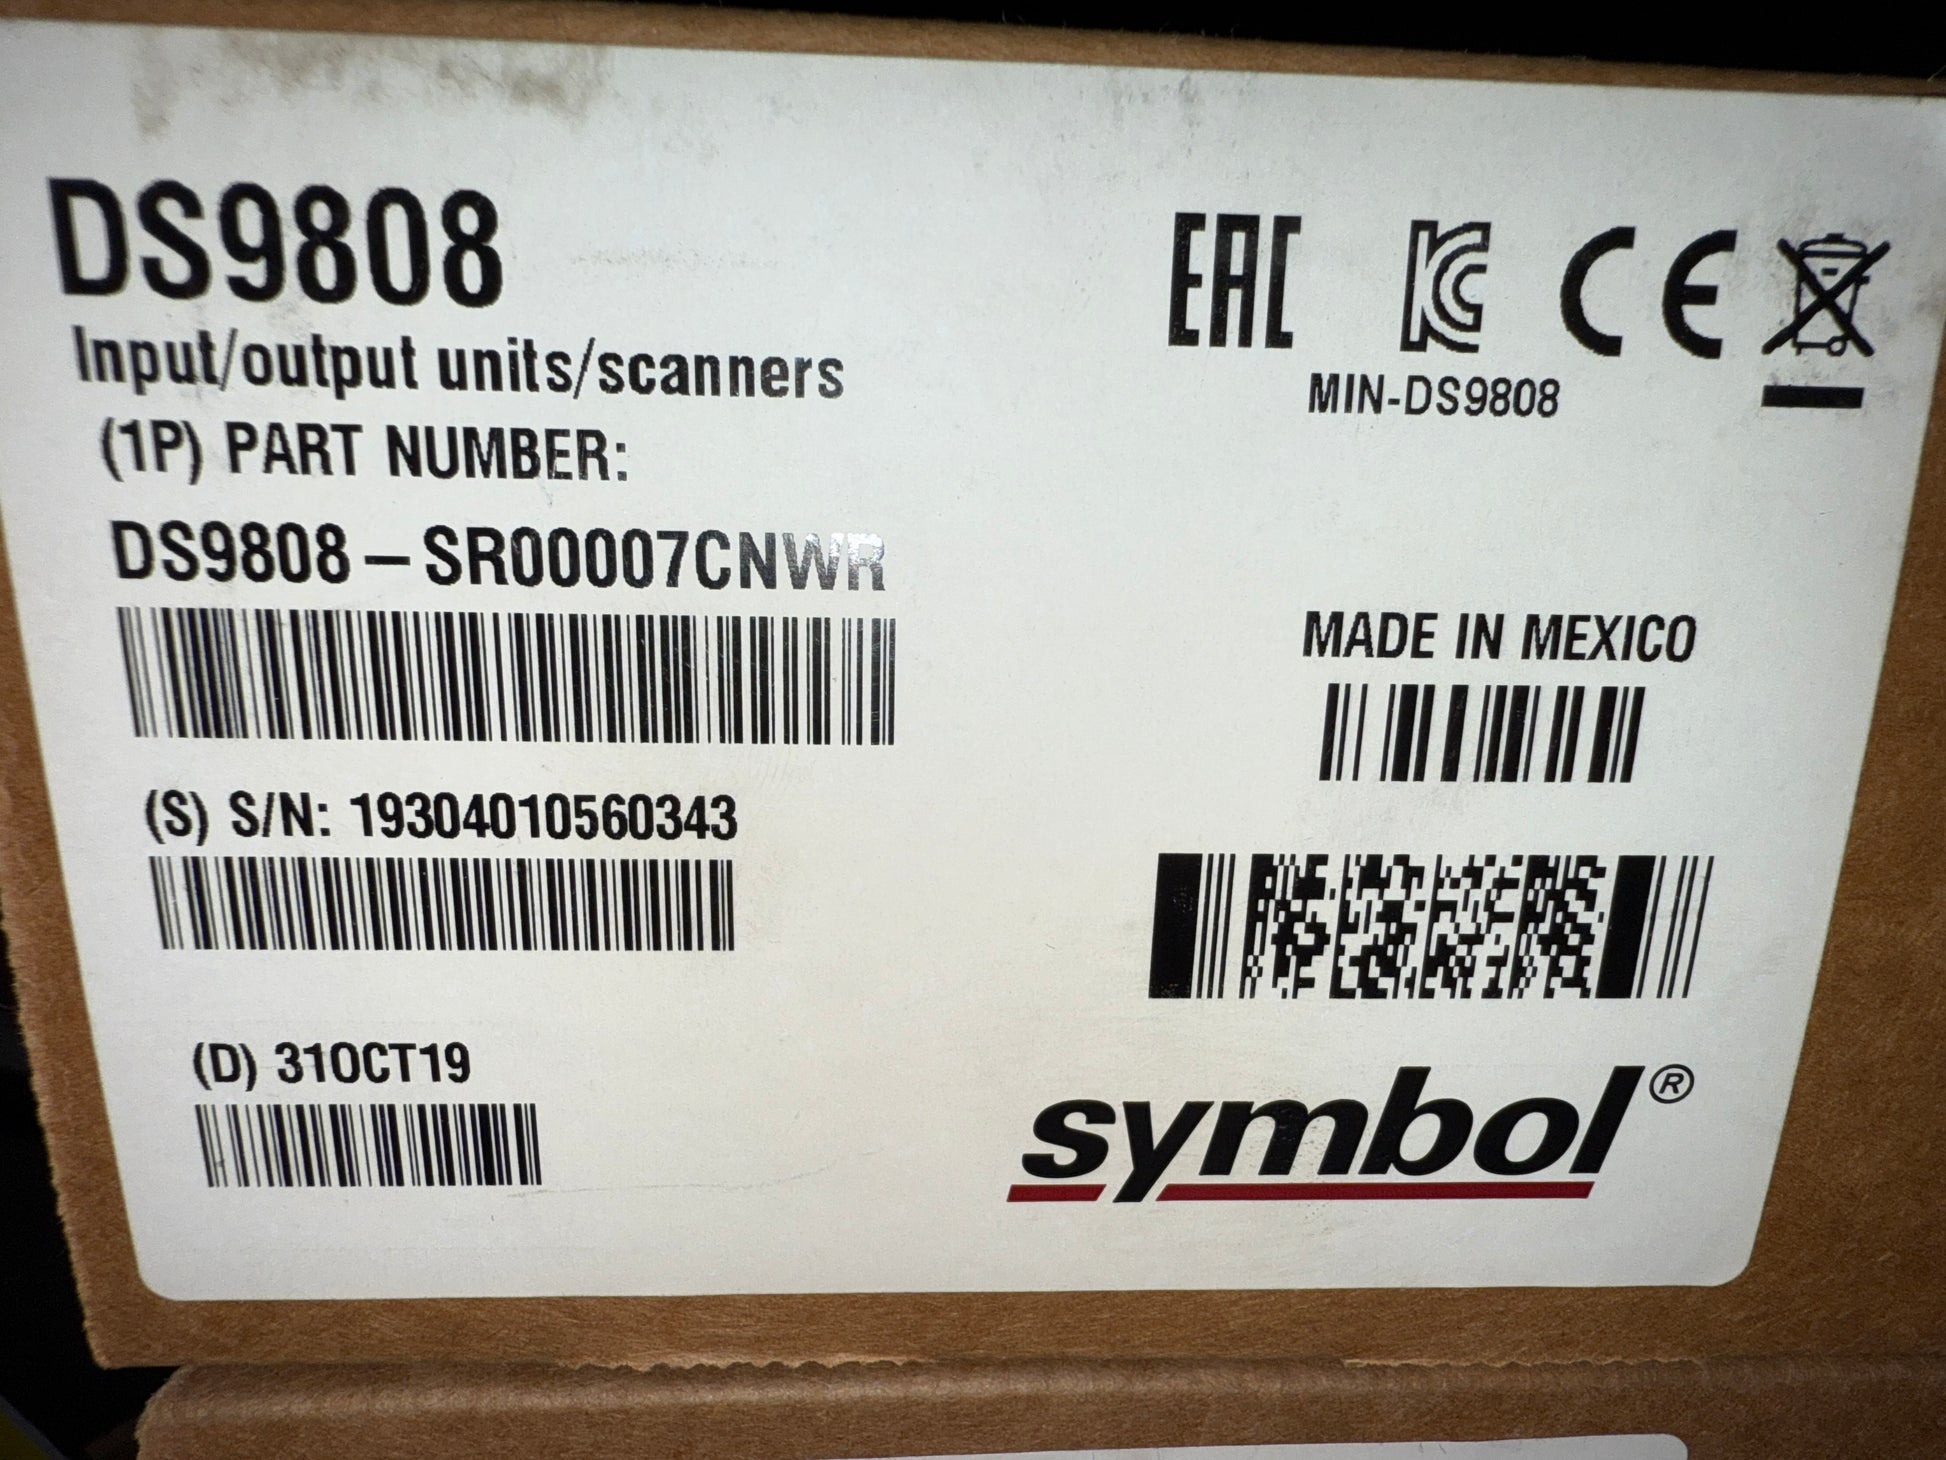 DS9808
Input/output units/scanners
(1P) PART NUMBER:
DS9808-SR00007CNWR
(S) S/N: 19304010560343
(D) 31OCT19
EAC
KC
CE
MIN-DS9808
MADE IN MEXICO
symbol®